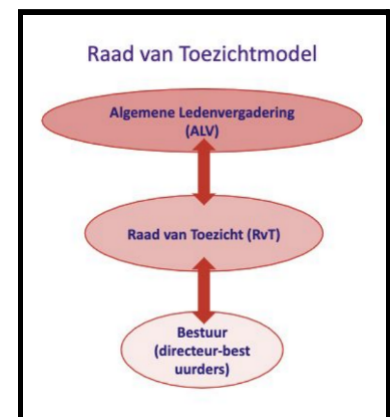 Raad van Toezichtmodel
Algemene Ledenvergadering
(ALV)
Raad van Toezicht (RvT)
Bestuur
(directeur-best
uurders)